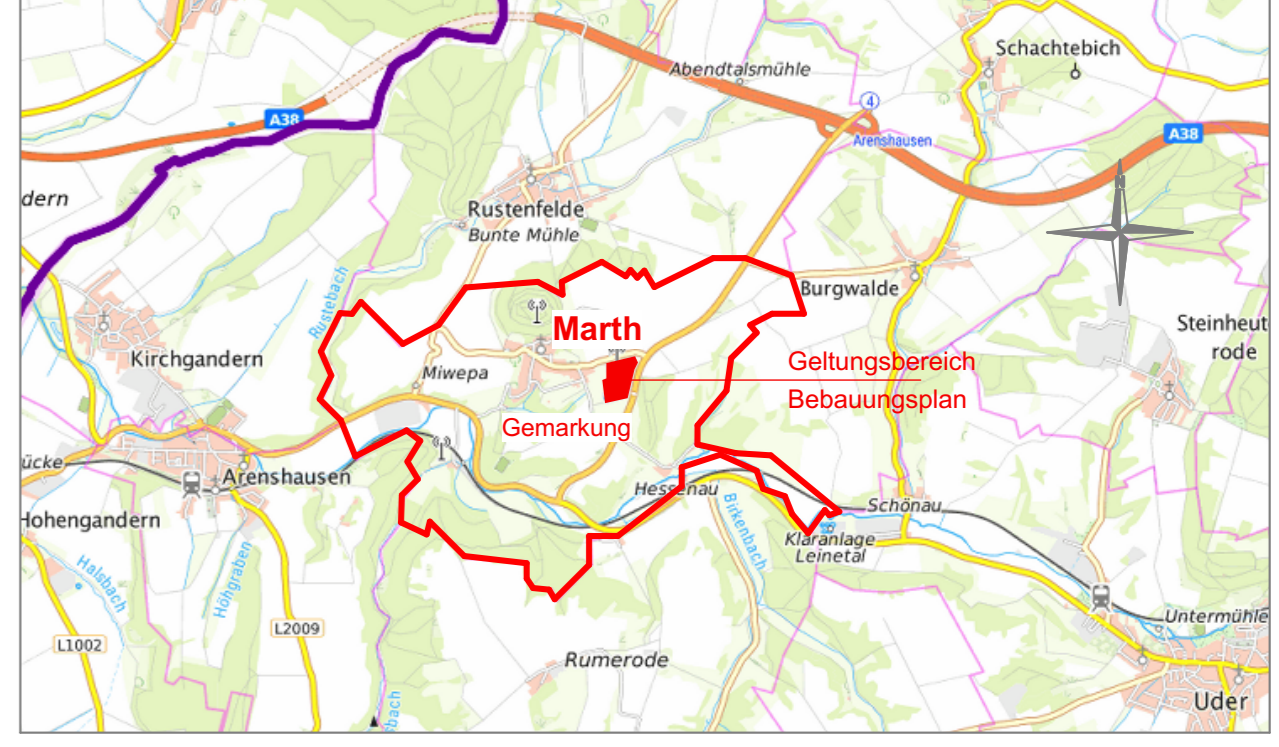 Schachtebich
Abendtalsmühle
4
A38
Arenshausen
A38
dern
Rustenfelde
Bunte Mühle
Rustebach
Burgwalde
Marth
Steinheut
rode
Kirchgandern
Miwepa
Geltungsbereich
Bebauungsplan
Gemarkung
ücke
Arenshausen
Hessenau
Birkenbach
Schönau
Hohengandern
Kläranlage
Leinetal
Halsbach
Höhgraben
L2009
L1002
Untermühle
Rumerode
bach
Uder